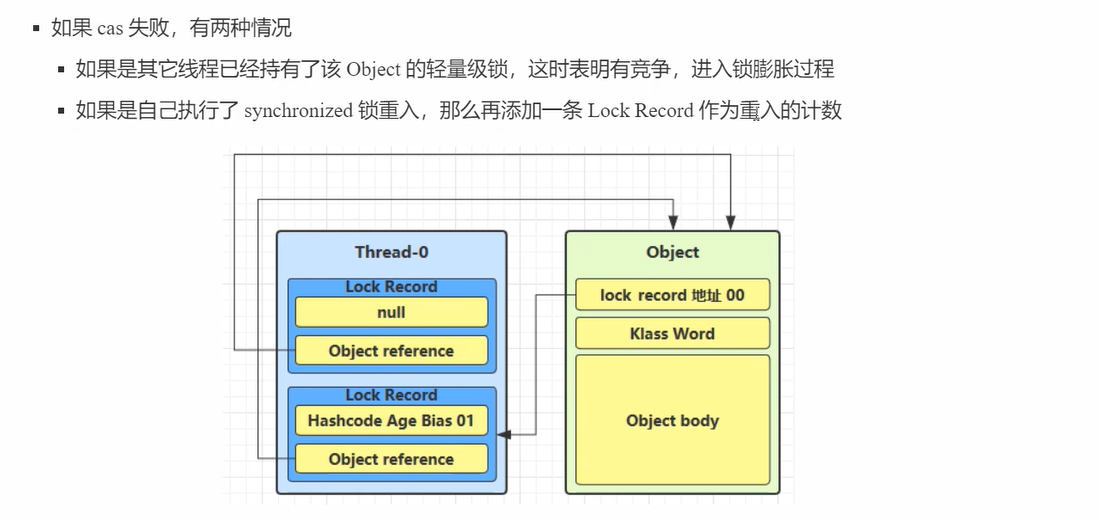 如果 cas 失败，有两种情况
如果是其它线程已经持有了该 Object 的轻量级锁，这时表明有竞争，进入锁膨胀过程
如果是自己执行了 synchronized 锁重入，那么再添加一条 Lock Record 作为重入的计数
Thread-0
Lock Record
null
Object reference
Lock Record
Hashcode Age Bias 01
Object reference
Object
lock record 地址 00
Klass Word
Object body